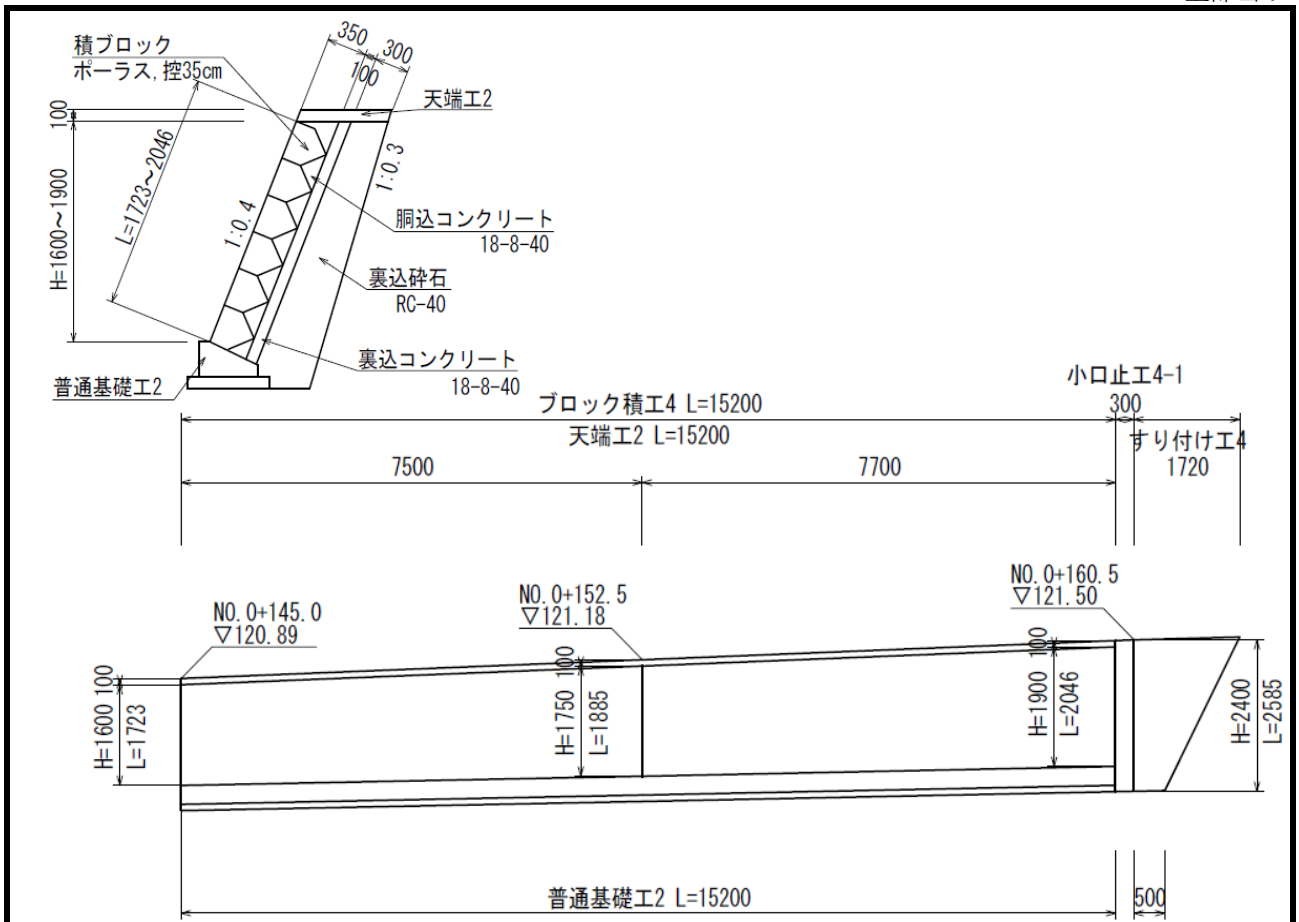 350
300
100
積ブロック
ポーラス,控35cm
天端工2
100
H=1600~1900
L=1723~2046
1:0.4
1:0.3
胴込コンクリート
18-8-40
裏込砕石
RC-40
裏込コンクリート
18-8-40
普通基礎工2
小口止工4-1
300
ブロック積工4 L=15200
天端工2 L=15200
すり付け工4
1720
7500
7700
NO.0+145.0
▽120.89
NO.0+152.5
▽121.18
NO.0+160.5
▽121.50
100
H=1600
L=1723
100
H=1750
L=1885
100
H=1900
L=2046
H=2400
L=2585
普通基礎工2 L=15200
500